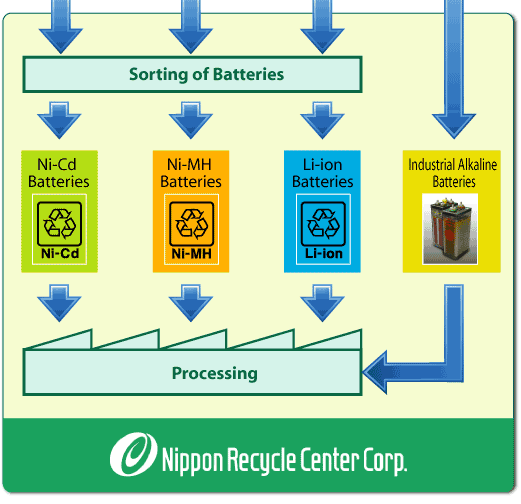 Sorting of Batteries
Ni-Cd
Batteries
Ni-Cd
Ni-MH
Batteries
Ni-MH
Li-ion
Batteries
Li-ion
Industrial Alkaline
Batteries
Processing
Nippon Recycle Center Corp.